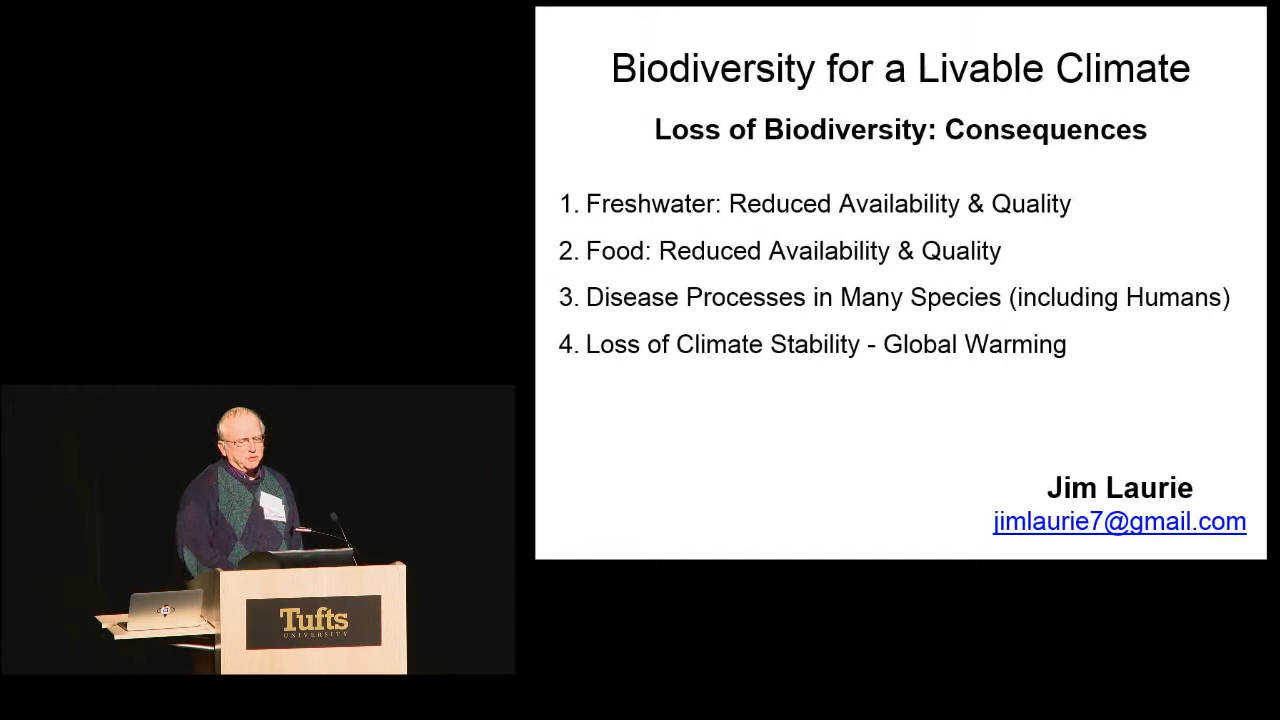 Biodiversity for a Livable Climate
Loss of Biodiversity: Consequences
1. Freshwater: Reduced Availability & Quality
2. Food: Reduced Availability & Quality
3. Disease Processes in Many Species (including Humans)
4. Loss of Climate Stability - Global Warming
Jim Laurie
jimlaurie7@gmail.com
Tufts
UNIVERSITY